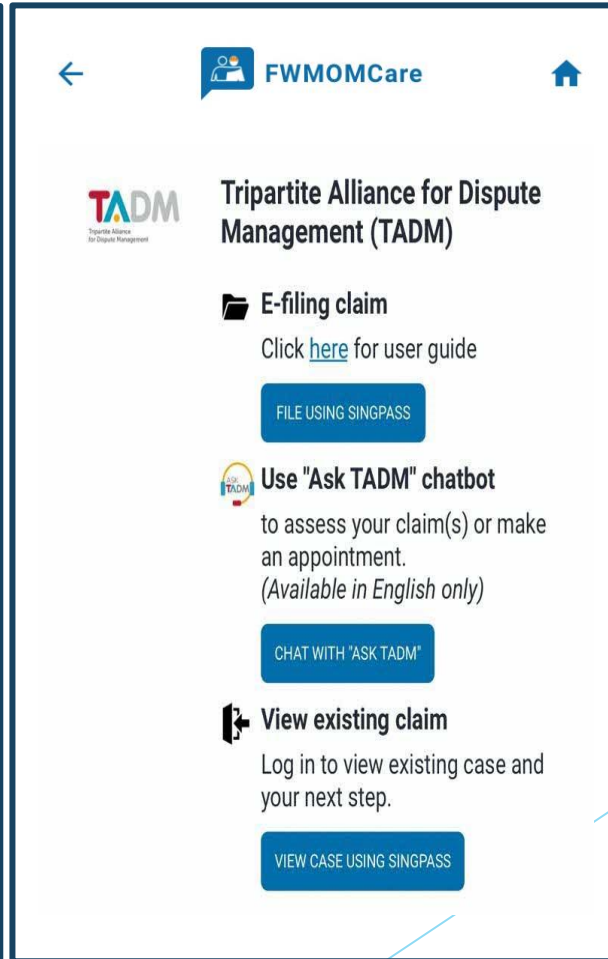 FWMOMCare
TADM
Tripartite Alliance
for Dispute Management
Tripartite Alliance for Dispute
Management (TADM)
E-filing claim
Click here for user guide
FILE USING SINGPASS
ASK
TADM
Use "Ask TADM" chatbot
to assess your claim(s) or make
an appointment.
(Available in English only)
CHAT WITH "ASK TADM"
View existing claim
Log in to view existing case and
your next step.
VIEW CASE USING SINGPASS